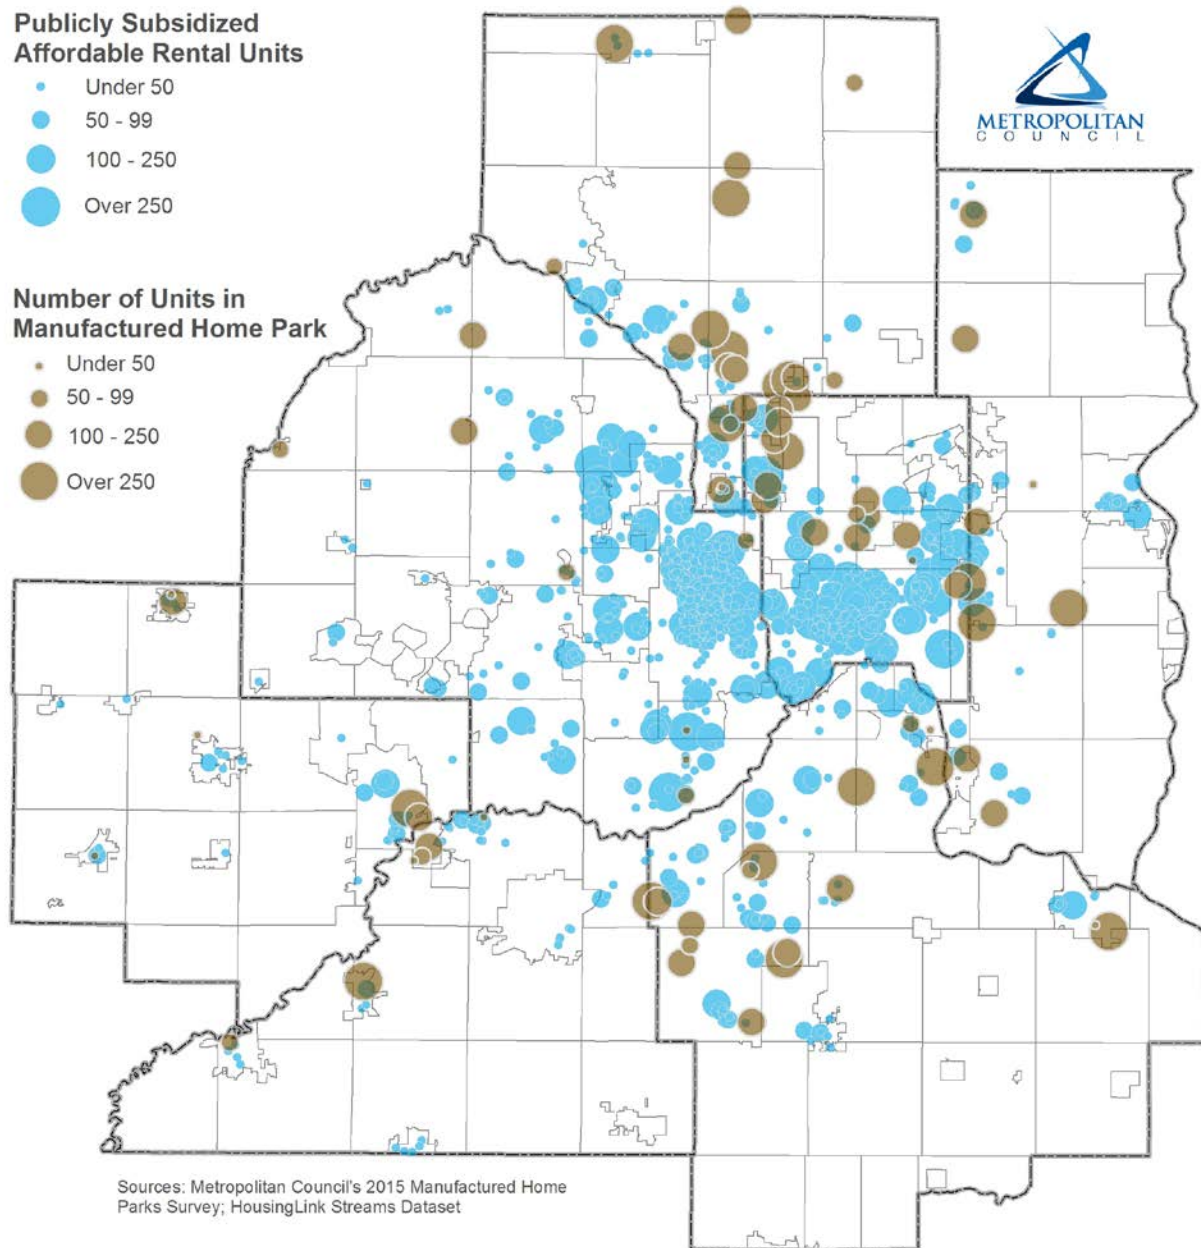 Publicly Subsidized
Affordable Rental Units
Under 50
50 - 99
100 - 250
Over 250
METROPOLITAN
COUNCIL
Number of Units in
Manufactured Home Park
Under 50
50 - 99
100 - 250
Over 250
Sources: Metropolitan Council's 2015 Manufactured Home
Parks Survey; HousingLink Streams Dataset